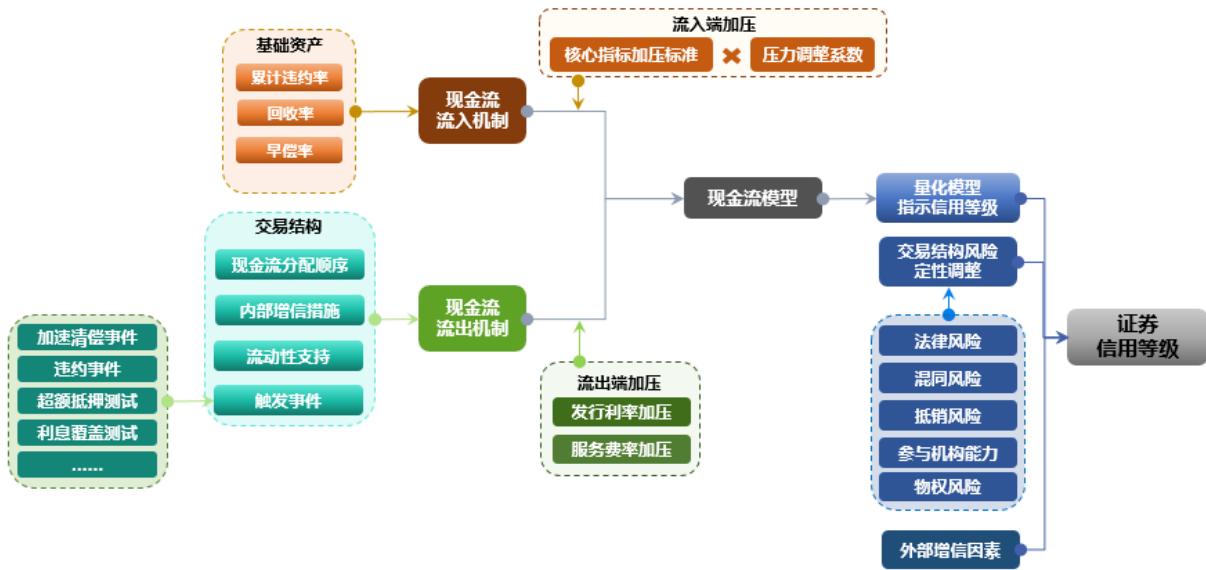 基础资产
累计违约率
回收率
早偿率
现金流
流入机制
流入端加压
核心指标加压标准
×
压力调整系数
交易结构
现金流分配顺序
内部增信措施
流动性支持
触发事件
加速清偿事件
违约事件
超额抵押测试
利息覆盖测试
......
现金流
流出机制
流出端加压
发行利率加压
服务费率加压
现金流模型
量化模型
指示信用等级
交易结构风险
定性调整
法律风险
混同风险
抵销风险
参与机构能力
物权风险
外部增信因素
证券
信用等级